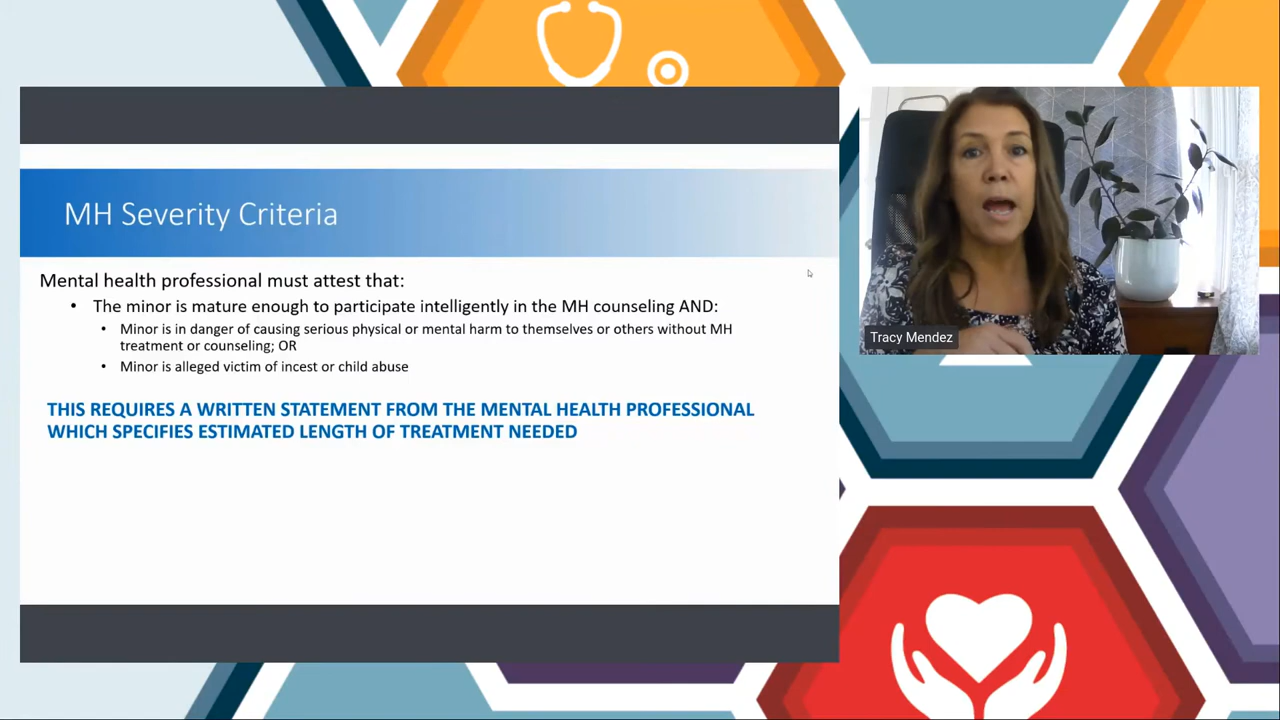 MH Severity Criteria
Mental health professional must attest that:
• The minor is mature enough to participate intelligently in the MH counseling AND:
• Minor is in danger of causing serious physical or mental harm to themselves or others without MH
treatment or counseling; OR
• Minor is alleged victim of incest or child abuse
THIS REQUIRES A WRITTEN STATEMENT FROM THE MENTAL HEALTH PROFESSIONAL
WHICH SPECIFIES ESTIMATED LENGTH OF TREATMENT NEEDED
Tracy Mendez